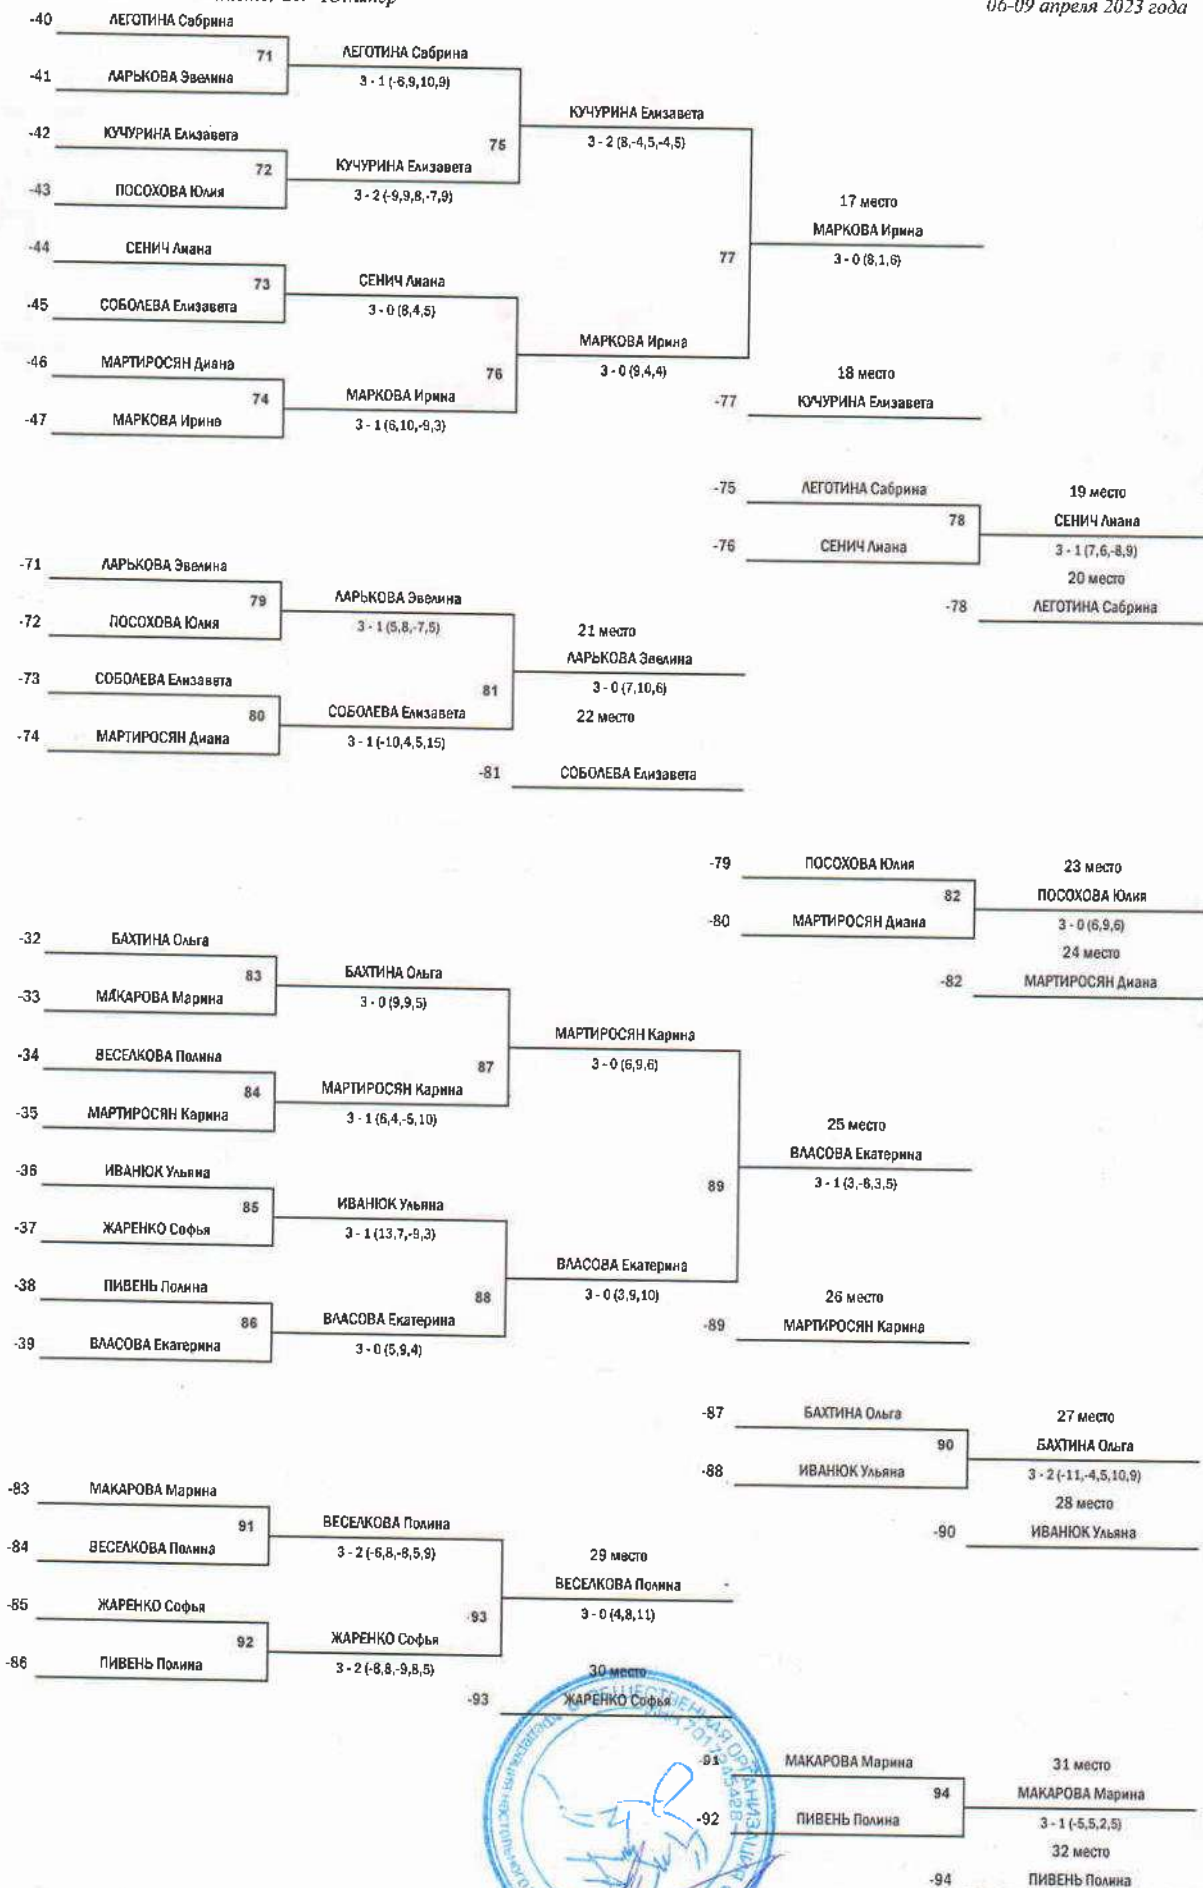 06-09 апреля 2023 года
-40 ЛЕГОТИНА Сабрина
71 ЛЕГОТИНА Сабрина
-41 ЛАРЬКОВА Эвелина 3 - 1 (-6,9,10,9)
КУЧУРИНА Елизавета
-42 КУЧУРИНА Елизавета 75 3 - 2 (8,-4,5,-4,5)
72 КУЧУРИНА Елизавета
-43 ПОСОХОВА Юлия 3 - 2 (-9,9,8,-7,9)
17 место
МАРКОВА Ирина
-44 СЕНИЧ Лиана 77 3 - 0 (8,1,6)
73 СЕНИЧ Лиана
-45 СОБОЛЕВА Елизавета 3 - 0 (8,4,5)
МАРКОВА Ирина
-46 МАРТИРОСЯН Диана 76 3 - 0 (9,4,4) 18 место
74 МАРКОВА Ирина -77 КУЧУРИНА Елизавета
-47 МАРКОВА Ирина 3 - 1 (6,10,-9,3)
-75 ЛЕГОТИНА Сабрина 19 место
78 СЕНИЧ Лиана
-76 СЕНИЧ Лиана 3 - 1 (7,6,-8,9)
20 место
-78 ЛЕГОТИНА Сабрина
-71 ЛАРЬКОВА Эвелина
79 ЛАРЬКОВА Эвелина
-72 ПОСОХОВА Юлия 3 - 1 (5,8,-7,5) 21 место
ЛАРЬКОВА Эвелина
-73 СОБОЛЕВА Елизавета 81 3 - 0 (7,10,6)
80 СОБОЛЕВА Елизавета 22 место
-74 МАРТИРОСЯН Диана 3 - 1 (-10,4,5,15)
-81 СОБОЛЕВА Елизавета
-79 ПОСОХОВА Юлия 23 место
82 ПОСОХОВА Юлия
-80 МАРТИРОСЯН Диана 3 - 0 (6,9,6)
24 место
-82 МАРТИРОСЯН Диана
-32 БАХТИНА Ольга
83 БАХТИНА Ольга
-33 МАКАРОВА Марина 3 - 0 (9,9,5)
МАРТИРОСЯН Карина
-34 ВЕСЕЛКОВА Полина 87 3 - 0 (6,9,6)
84 МАРТИРОСЯН Карина
-35 МАРТИРОСЯН Карина 3 - 1 (6,4,-5,10)
25 место
ВЛАСОВА Екатерина
-36 ИВАНЮК Ульяна 89 3 - 1 (3,-6,3,5)
85 ИВАНЮК Ульяна
-37 ЖАРЕНКО Софья 3 - 1 (13,7,-9,3)
ВЛАСОВА Екатерина
-38 ПИВЕНЬ Полина 88 3 - 0 (3,9,10) 26 место
86 ВЛАСОВА Екатерина -89 МАРТИРОСЯН Карина
-39 ВЛАСОВА Екатерина 3 - 0 (5,9,4)
-87 БАХТИНА Ольга 27 место
90 БАХТИНА Ольга
-88 ИВАНЮК Ульяна 3 - 2 (-11,-4,5,10,9)
28 место
-90 ИВАНЮК Ульяна
-83 МАКАРОВА Марина
91 ВЕСЕЛКОВА Полина
-84 ВЕСЕЛКОВА Полина 3 - 2 (-6,8,-8,5,9) 29 место
ВЕСЕЛКОВА Полина
-85 ЖАРЕНКО Софья 93 3 - 0 (4,8,11)
92 ЖАРЕНКО Софья
-86 ПИВЕНЬ Полина 3 - 2 (-8,8,-9,8,5) 30 место
-93 ЖАРЕНКО Софья
-91 МАКАРОВА Марина 31 место
94 МАКАРОВА Марина
-92 ПИВЕНЬ Полина 3 - 1 (-5,5,2,5)
32 место
-94 ПИВЕНЬ Полина